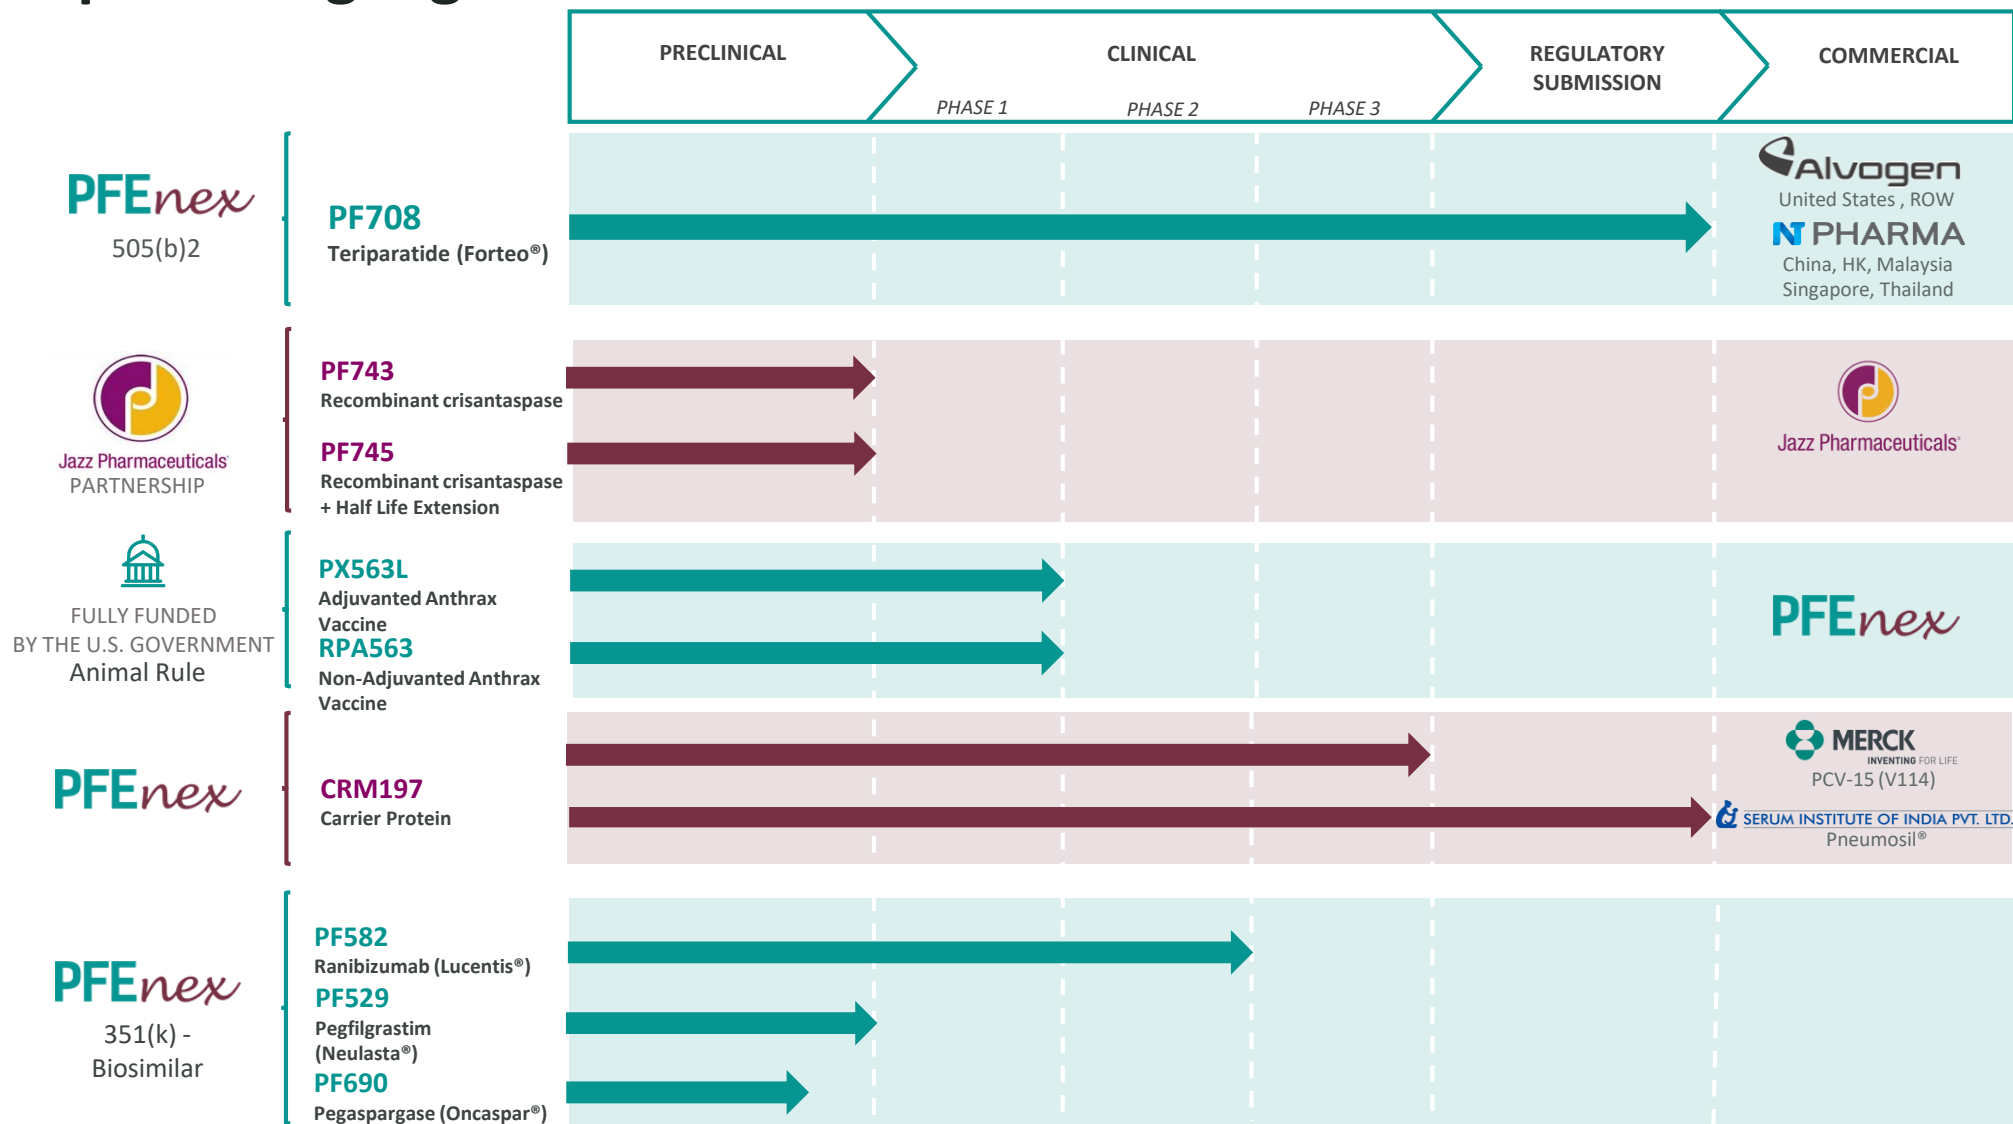 PRECLINICAL
CLINICAL
REGULATORY
SUBMISSION
COMMERCIAL
PHASE 1
PHASE 2
PHASE 3
PFEnex
505(b)2
PF708
Teriparatide (Forteo®)
Alvogen
United States , ROW
NT PHARMA
China, HK, Malaysia
Singapore, Thailand
Jazz Pharmaceuticals
PARTNERSHIP
PF743
Recombinant crisantaspase
PF745
Recombinant crisantaspase
+ Half Life Extension
Jazz Pharmaceuticals
FULLY FUNDED
BY THE U.S. GOVERNMENT
Animal Rule
PX563L
Adjuvanted Anthrax
Vaccine
RPA563
Non-Adjuvanted Anthrax
Vaccine
PFEnex
PFEnex
CRM197
Carrier Protein
MERCK
INVENTING FOR LIFE
PCV-15 (V114)
SERUM INSTITUTE OF INDIA PVT. LTD.
Pneumosil®
PFEnex
351(k) -
Biosimilar
PF582
Ranibizumab (Lucentis®)
PF529
Pegfilgrastim
(Neulasta®)
PF690
Pegaspargase (Oncaspar®)